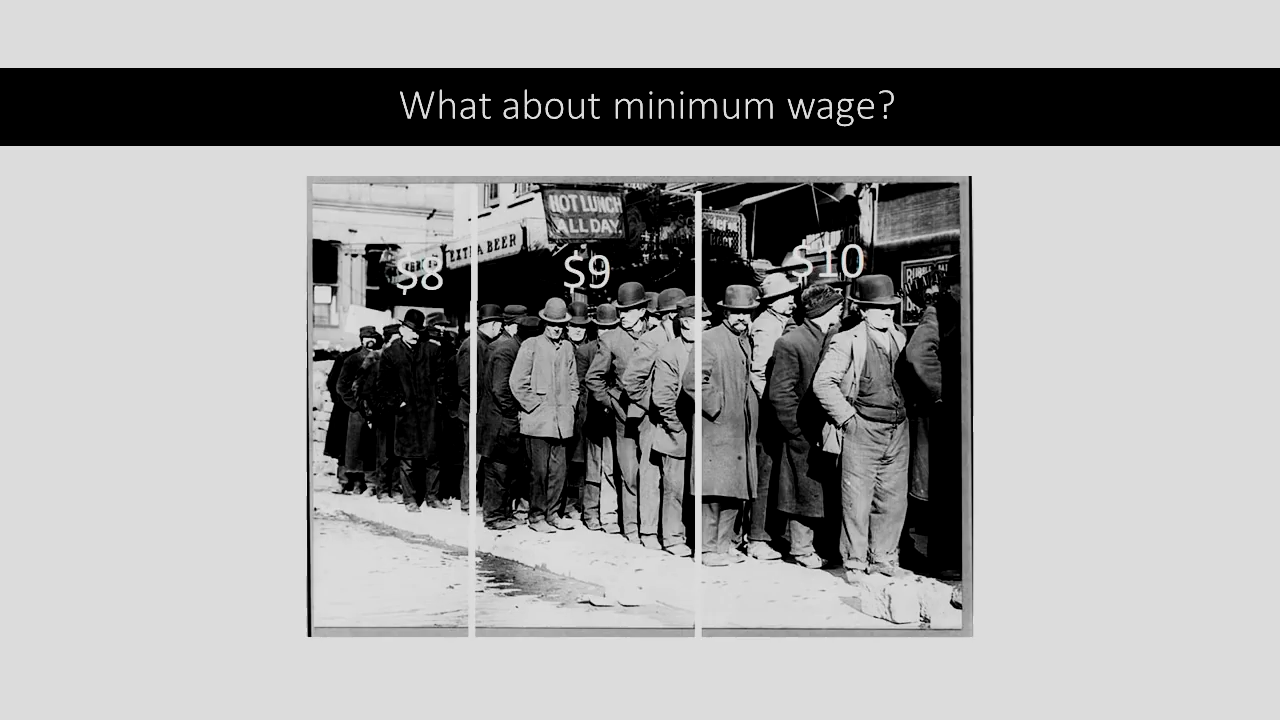 What about minimum wage?
HOT LUNCH
ALL DAY.
EXTRA BEER
$8
$9
$10